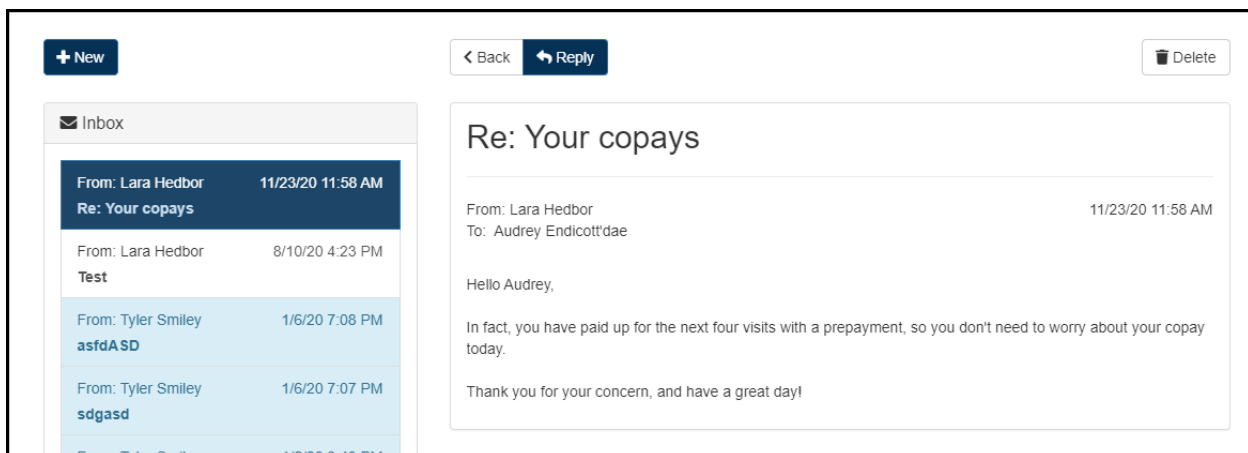 New
Back
Reply
Delete
Inbox
From: Lara Hedbor 11/23/20 11:58 AM
Re: Your copays
From: Lara Hedbor 8/10/20 4:23 PM
Test
From: Tyler Smiley 1/6/20 7:08 PM
asfdASD
From: Tyler Smiley 1/6/20 7:07 PM
sdgasd
Re: Your copays
From: Lara Hedbor 11/23/20 11:58 AM
To: Audrey Endicott'dae
Hello Audrey,
In fact, you have paid up for the next four visits with a prepayment, so you don't need to worry about your copay
today.
Thank you for your concern, and have a great day!